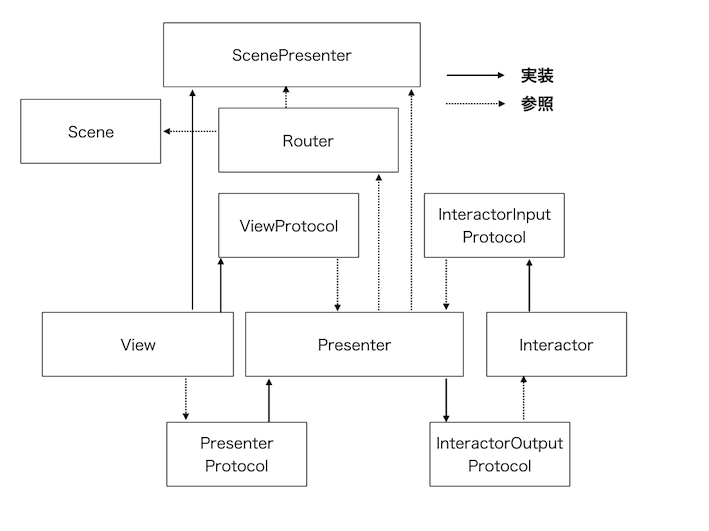 ScenePresenter
実装
参照
Scene
Router
ViewProtocol
InteractorInput
Protocol
View
Presenter
Interactor
Presenter
Protocol
InteractorOutput
Protocol